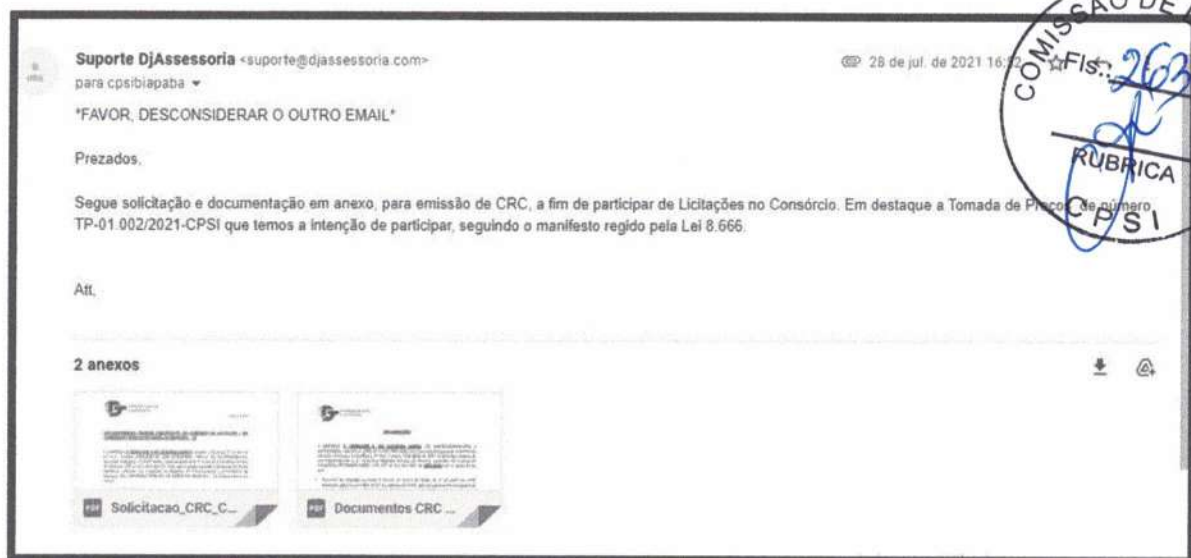 Suporte DjAssessoria <suporte@djassessoria.com>
28 de jul. de 2021
para cpsibiapaba
*FAVOR, DESCONSIDERAR O OUTRO EMAIL*
Prezados,
Segue solicitação e documentação em anexo, para emissão de CRC, a fim de participar de Licitações no Consórcio. Em destaque a Tomada de Preços, de número
TP-01.002/2021-CPSI que temos a intenção de participar, seguindo o manifesto regido pela Lei 8.666.
Att,
2 anexos
PDF Solicitacao_CRC_C...
PDF Documentos CRC ...
COMISSÃO DE
Fls.: 263
RUBRICA
CPSI